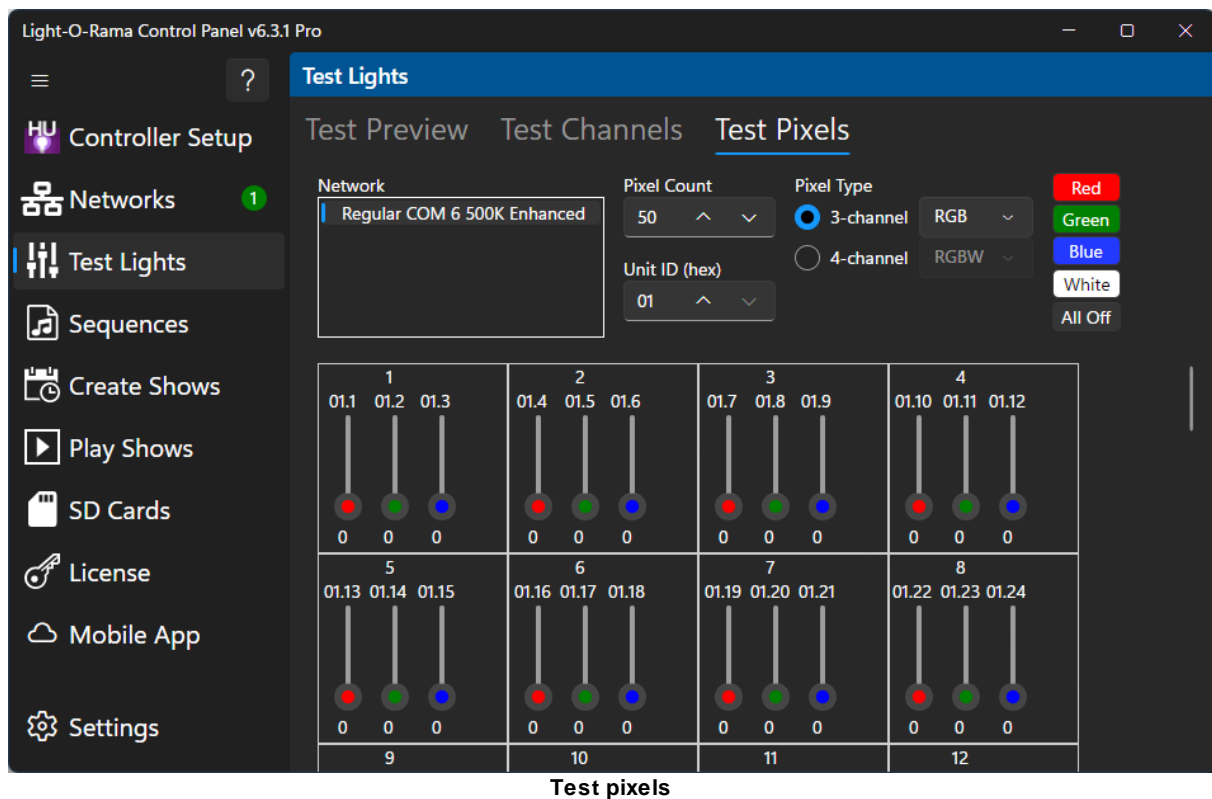 Light-O-Rama Control Panel v6.3.1 Pro
?
Test Lights
HU Controller Setup
Networks 1
Test Lights
Sequences
Create Shows
Play Shows
SD Cards
License
Mobile App
Settings
Test Preview Test Channels Test Pixels
Network
Regular COM 6 500K Enhanced
Pixel Count
50
Unit ID (hex)
01
Pixel Type
3-channel RGB
4-channel RGBW
Red
Green
Blue
White
All Off
1 2 3 4
01.1 01.2 01.3 01.4 01.5 01.6 01.7 01.8 01.9 01.10 01.11 01.12
0 0 0 0 0 0 0 0 0 0 0 0
5 6 7 8
01.13 01.14 01.15 01.16 01.17 01.18 01.19 01.20 01.21 01.22 01.23 01.24
0 0 0 0 0 0 0 0 0 0 0 0
9 10 11 12
Test pixels